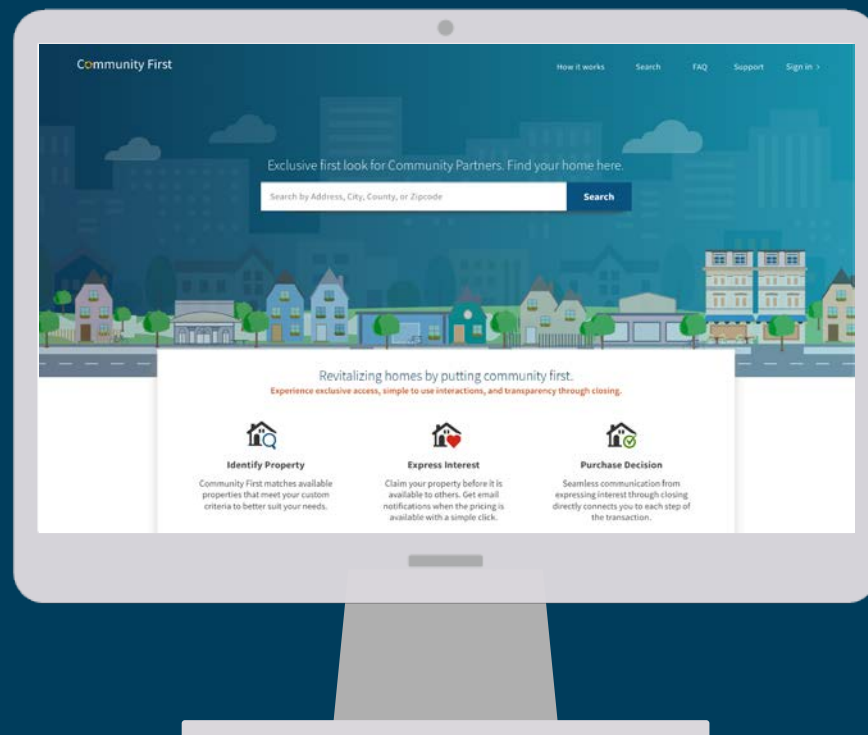 Community First
How it works Search FAQ Support Sign in >
Exclusive first look for Community Partners. Find your home here.
Search by Address, City, County, or Zipcode Search
Revitalizing homes by putting community first.
Experience exclusive access, simple to use interactions, and transparency through closing.
Identify Property
Community First matches available
properties that meet your custom
criteria to better suit your needs.
Express Interest
Claim your property before it is
available to others. Get email
notifications when the pricing is
available with a simple click.
Purchase Decision
Seamless communication from
expressing interest through closing
directly connects you to each step of
the transaction.